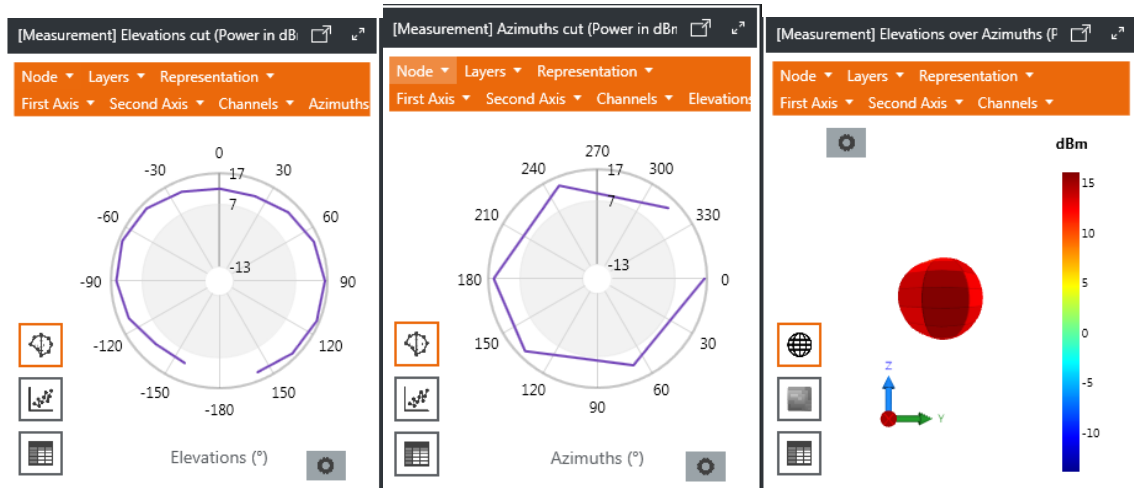 [Measurement] Elevations cut (Power in dB
Node Layers Representation
First Axis Second Axis Channels Azimuths
0
-30 30
17
7
-60 60
-13
-90 90
-120 120
-150 150
-180
Elevations (°)
[Measurement] Azimuths cut (Power in dBm
Node Layers Representation
First Axis Second Axis Channels Elevations
270
240 300
17
7
210 330
-13
180 0
150 30
120 60
90
Azimuths (°)
[Measurement] Elevations over Azimuths (P
Node Layers Representation
First Axis Second Axis Channels
dBm
15
10
5
0
-5
-10
Z
Y